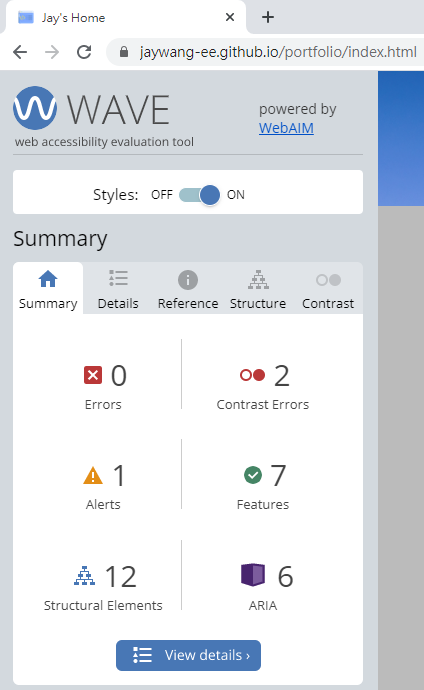 Jay's Home
jaywang-ee.github.io/portfolio/index.html
WAVE
web accessibility evaluation tool
powered by
WebAIM
Styles: OFF ON
Summary
Summary Details Reference Structure Contrast
0 2
Errors Contrast Errors
1 7
Alerts Features
12 6
Structural Elements ARIA
View details ›